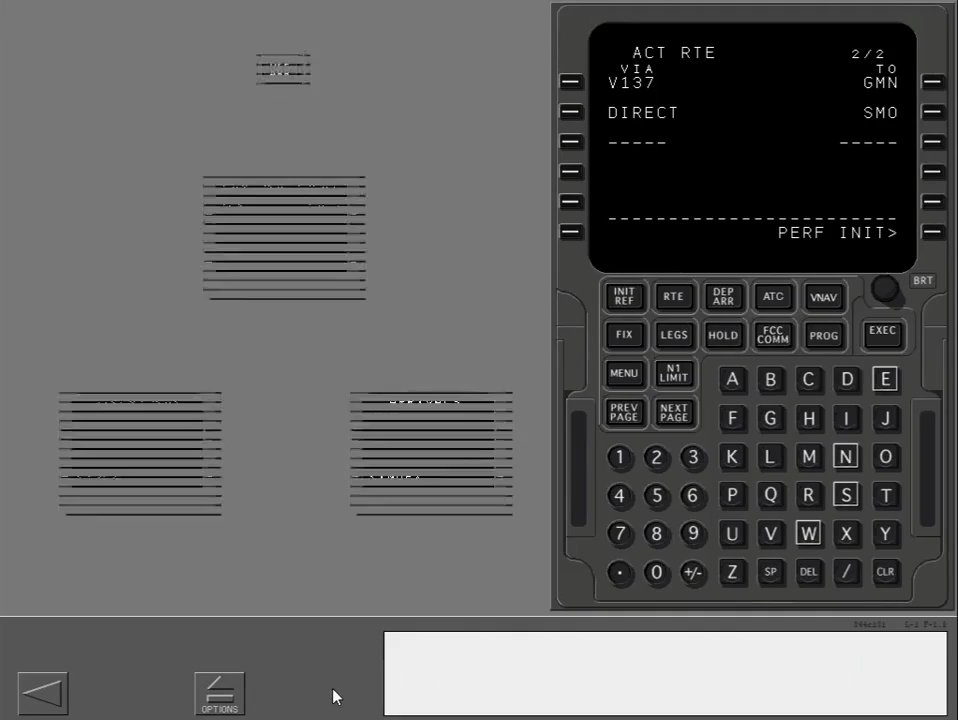 ACT RTE 2/2
VIA TO
V137 GMN
DIRECT SMO
----- -----
-------------------------
PERF INIT>
BRT
INIT REF RTE DEP ARR ATC VNAV
FIX LEGS HOLD FCC COMM PROG EXEC
MENU N1 LIMIT
A B C D E
PREV PAGE NEXT PAGE
F G H I J
1 2 3 K L M N O
4 5 6 P Q R S T
7 8 9 U V W X Y
. 0 +/- Z SP DEL / CLR
OPTIONS